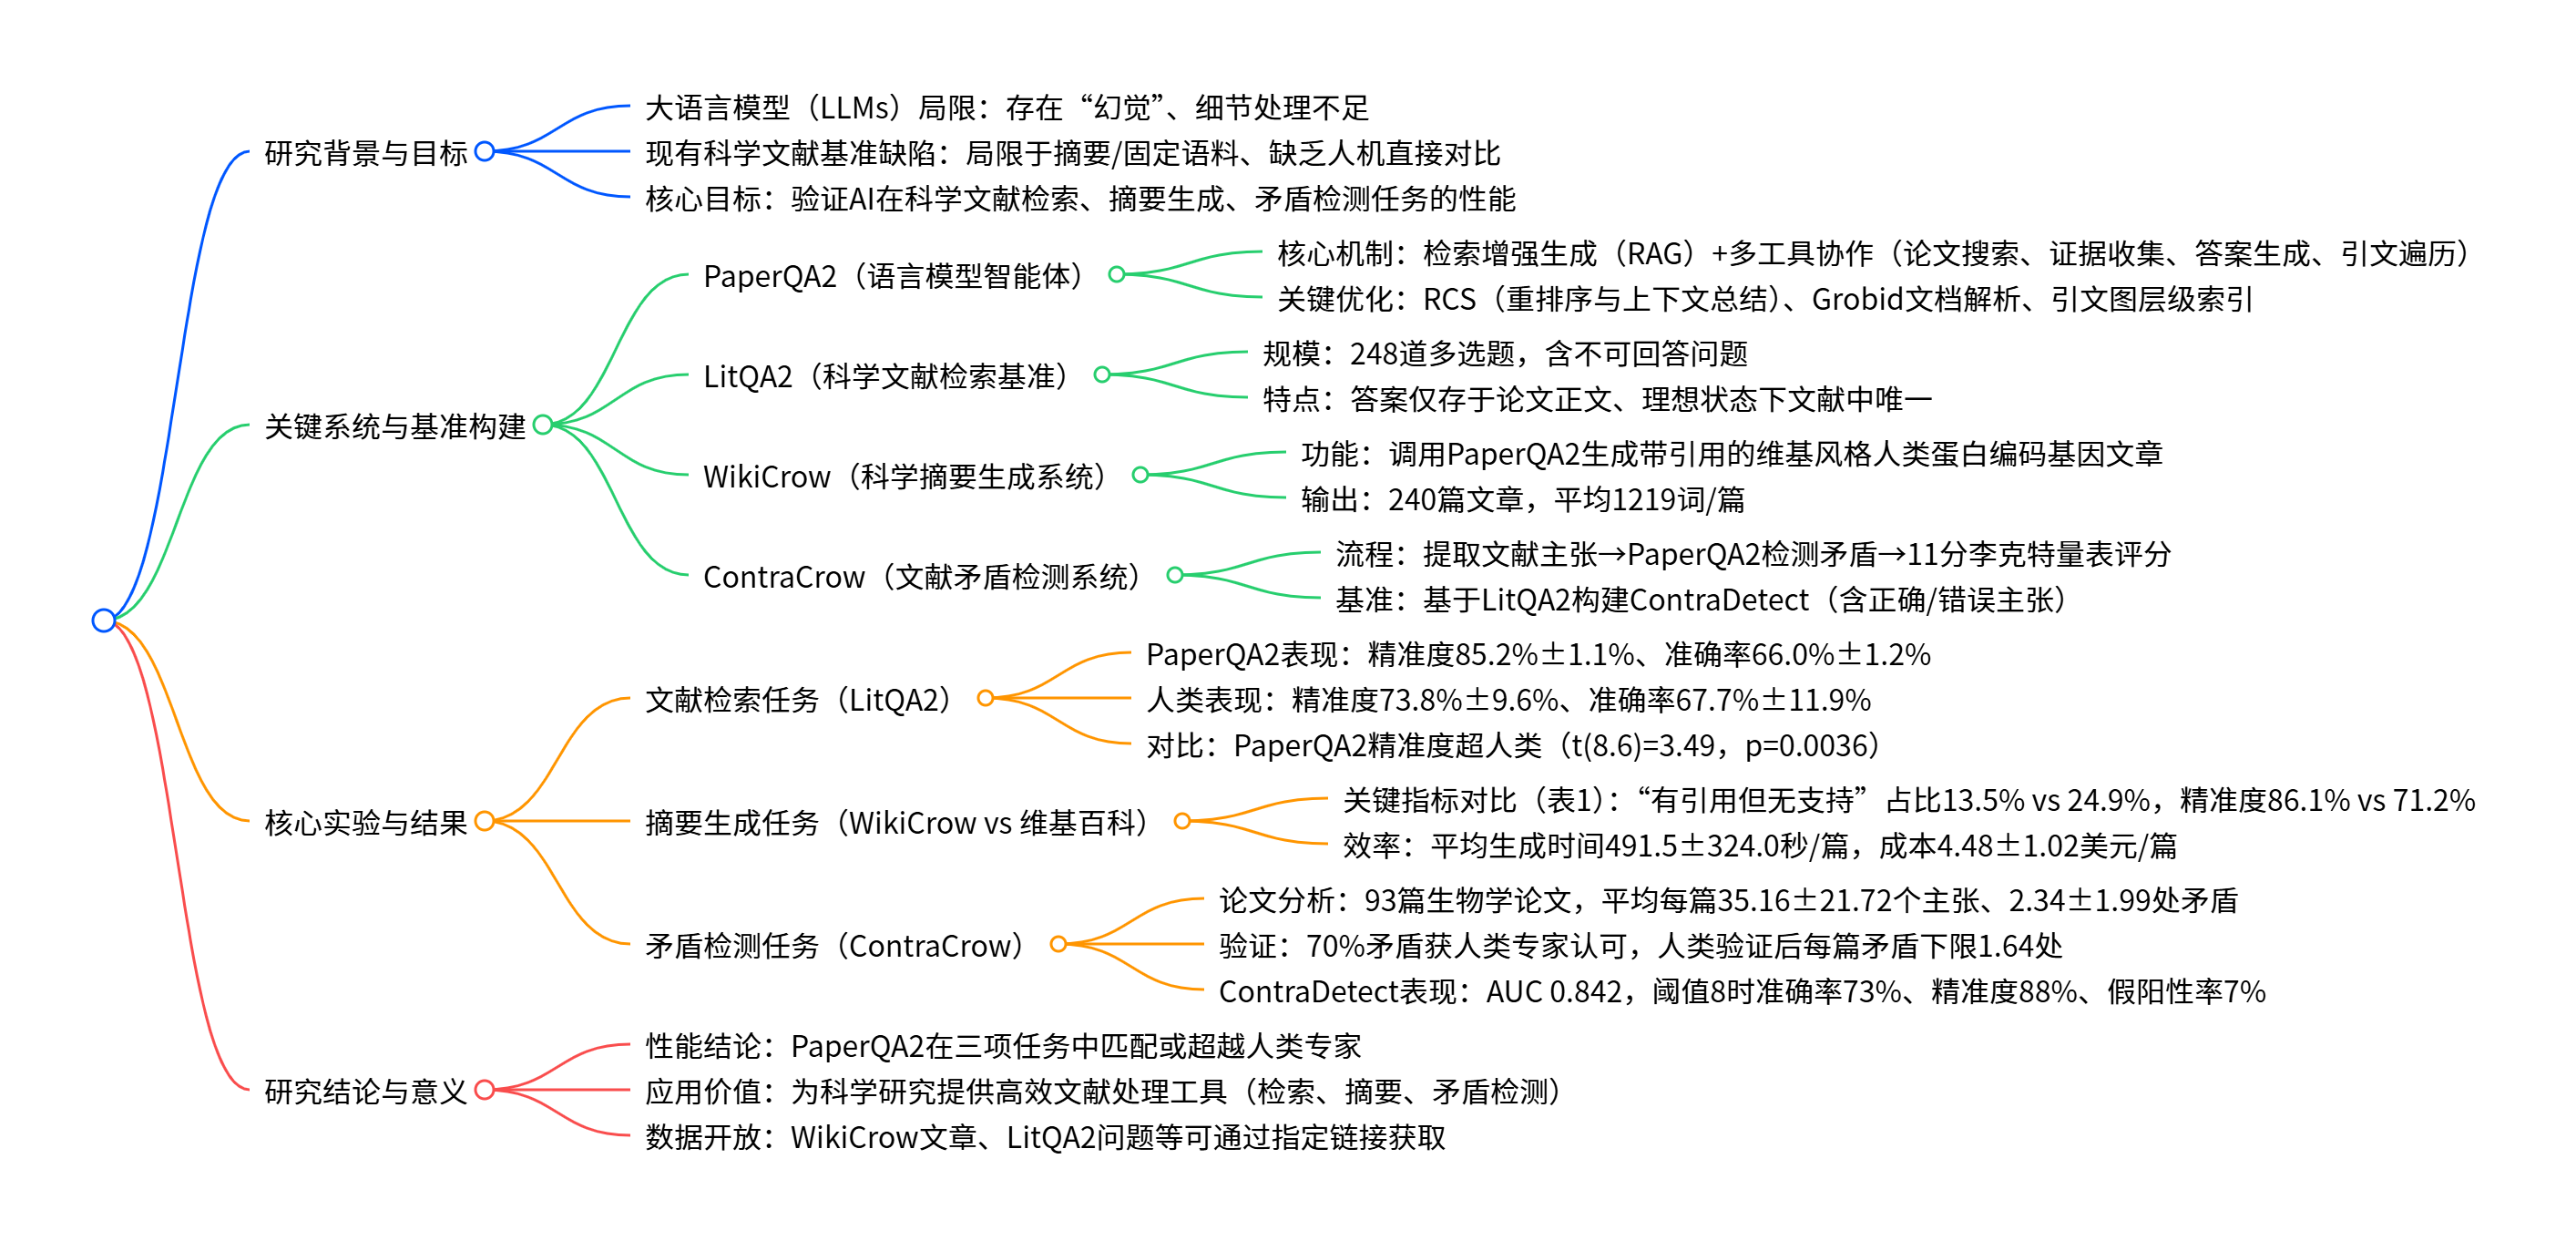 研究背景与目标
大语言模型（LLMs）局限：存在“幻觉”、细节处理不足
现有科学文献基准缺陷：局限于摘要/固定语料、缺乏人机直接对比
核心目标：验证AI在科学文献检索、摘要生成、矛盾检测任务的性能
关键系统与基准构建
PaperQA2（语言模型智能体）
核心机制：检索增强生成（RAG）+多工具协作（论文搜索、证据收集、答案生成、引文遍历）
关键优化：RCS（重排序与上下文总结）、Grobid文档解析、引文图层级索引
LitQA2（科学文献检索基准）
规模：248道多选题，含不可回答问题
特点：答案仅存于论文正文、理想状态下文献中唯一
WikiCrow（科学摘要生成系统）
功能：调用PaperQA2生成带引用的维基风格人类蛋白编码基因文章
输出：240篇文章，平均1219词/篇
ContraCrow（文献矛盾检测系统）
流程：提取文献主张→PaperQA2检测矛盾→11分李克特量表评分
基准：基于LitQA2构建ContraDetect（含正确/错误主张）
核心实验与结果
文献检索任务（LitQA2）
PaperQA2表现：精准度85.2%±1.1%、准确率66.0%±1.2%
人类表现：精准度73.8%±9.6%、准确率67.7%±11.9%
对比：PaperQA2精准度超人类（t(8.6)=3.49，p=0.0036）
摘要生成任务（WikiCrow vs 维基百科）
关键指标对比（表1）：“有引用但无支持”占比13.5% vs 24.9%，精准度86.1% vs 71.2%
效率：平均生成时间491.5±324.0秒/篇，成本4.48±1.02美元/篇
矛盾检测任务（ContraCrow）
论文分析：93篇生物学论文，平均每篇35.16±21.72个主张、2.34±1.99处矛盾
验证：70%矛盾获人类专家认可，人类验证后每篇矛盾下限1.64处
ContraDetect表现：AUC 0.842，阈值8时准确率73%、精准度88%、假阳性率7%
研究结论与意义
性能结论：PaperQA2在三项任务中匹配或超越人类专家
应用价值：为科学研究提供高效文献处理工具（检索、摘要、矛盾检测）
数据开放：WikiCrow文章、LitQA2问题等可通过指定链接获取